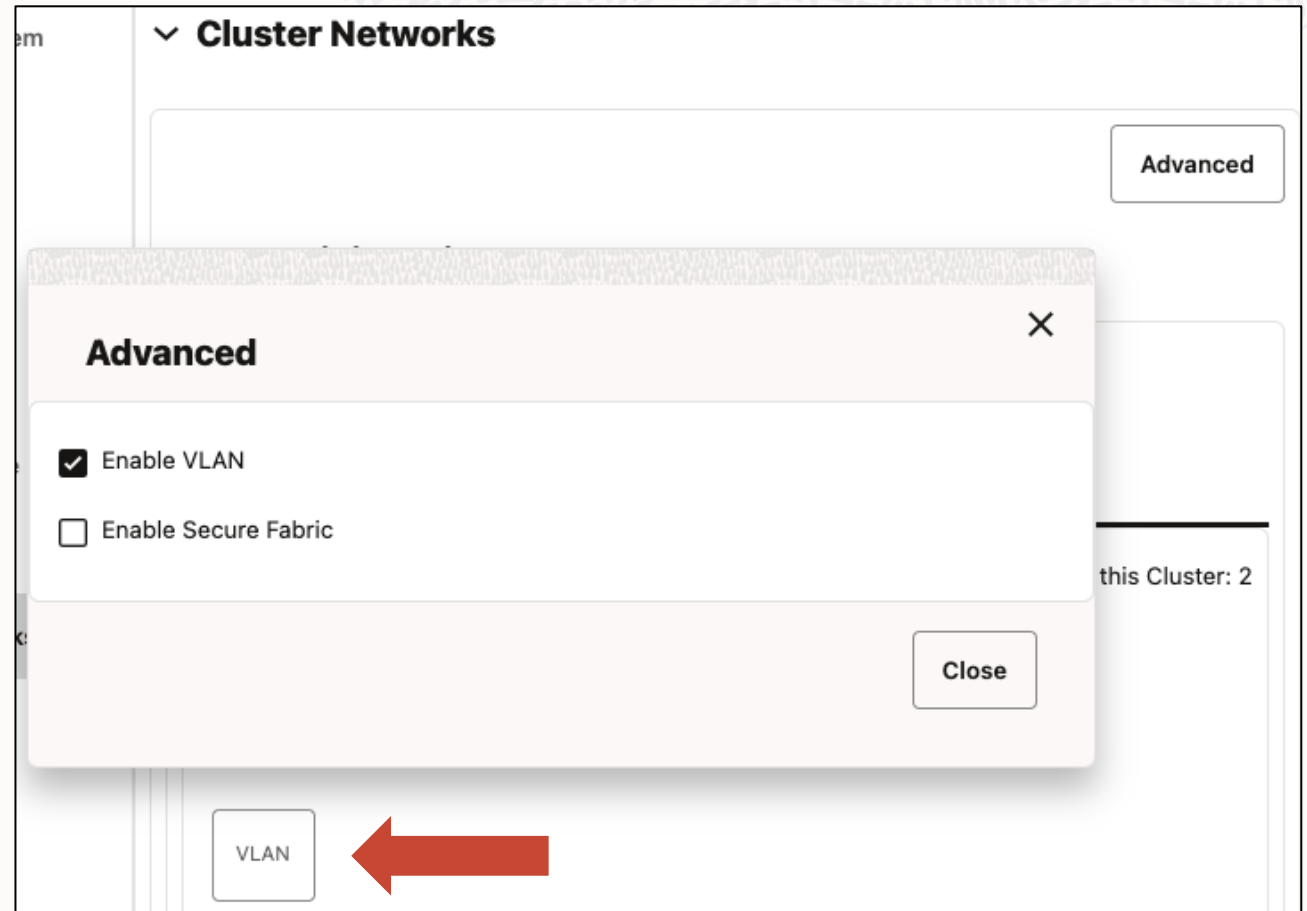 em
Cluster Networks
Advanced
Advanced
Enable VLAN
Enable Secure Fabric
this Cluster: 2
Close
VLAN